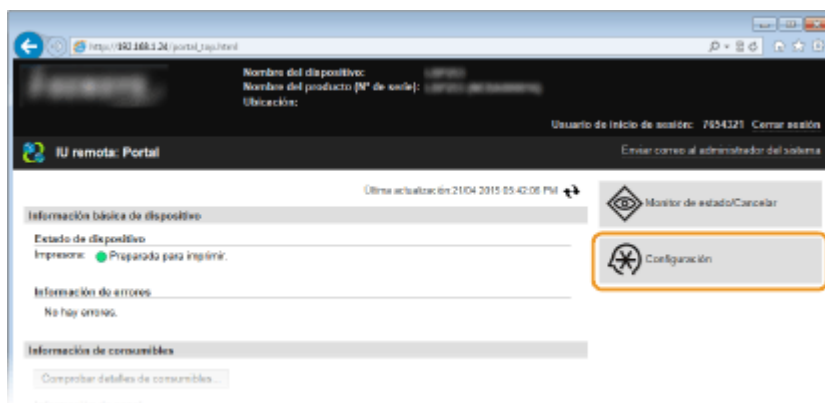 http://192.168.1.24/portal_top.html
Nombre del dispositivo:
Nombre del producto (Nº de serie):
Ubicación:
Usuario de inicio de sesión: 7654321 Cerrar sesión
IU remota: Portal
Enviar correo al administrador del sistema
Última actualización:21/04 2015 05:42:06 PM
Monitor de estado/Cancelar
Información básica de dispositivo
Estado de dispositivo
Impresora: Preparada para imprimir.
Configuración
Información de errores
No hay errores.
Información de consumibles
Comprobar detalles de consumibles...